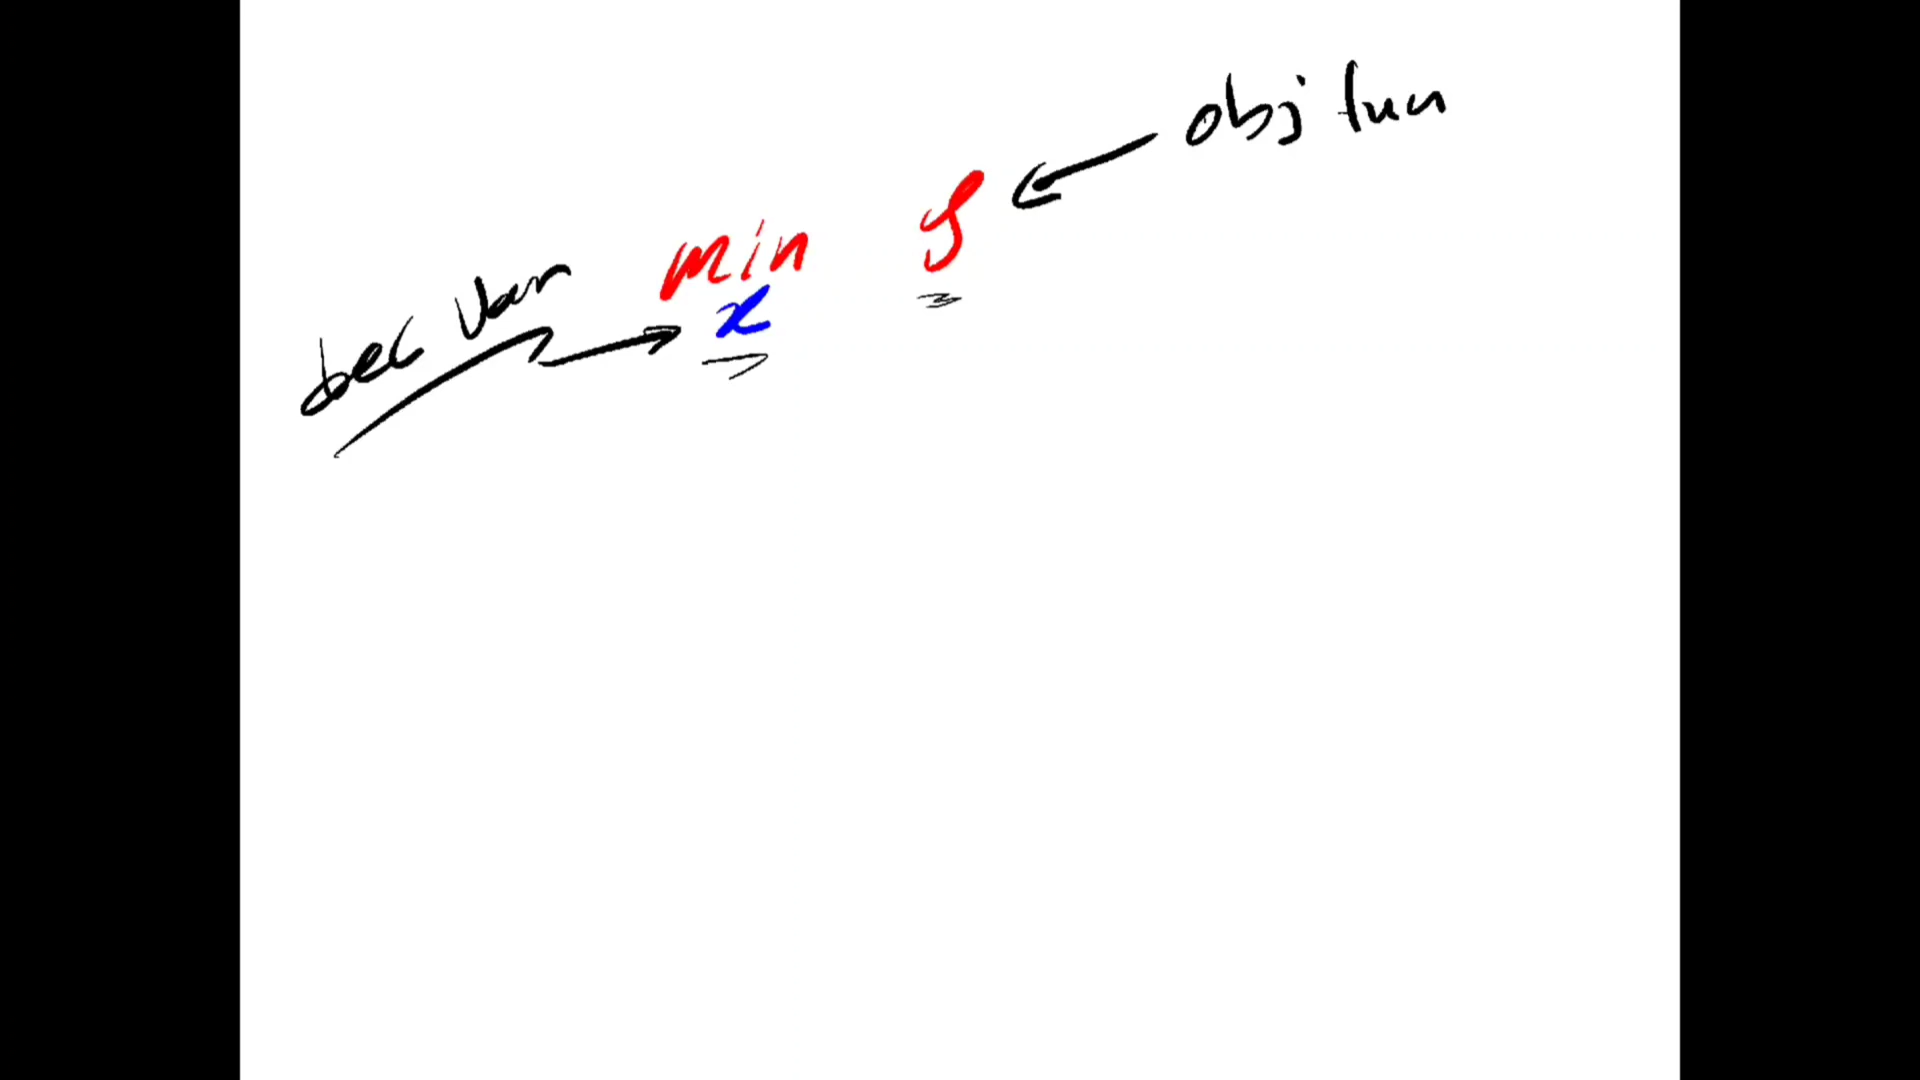 obj fun
min f
x
dec var